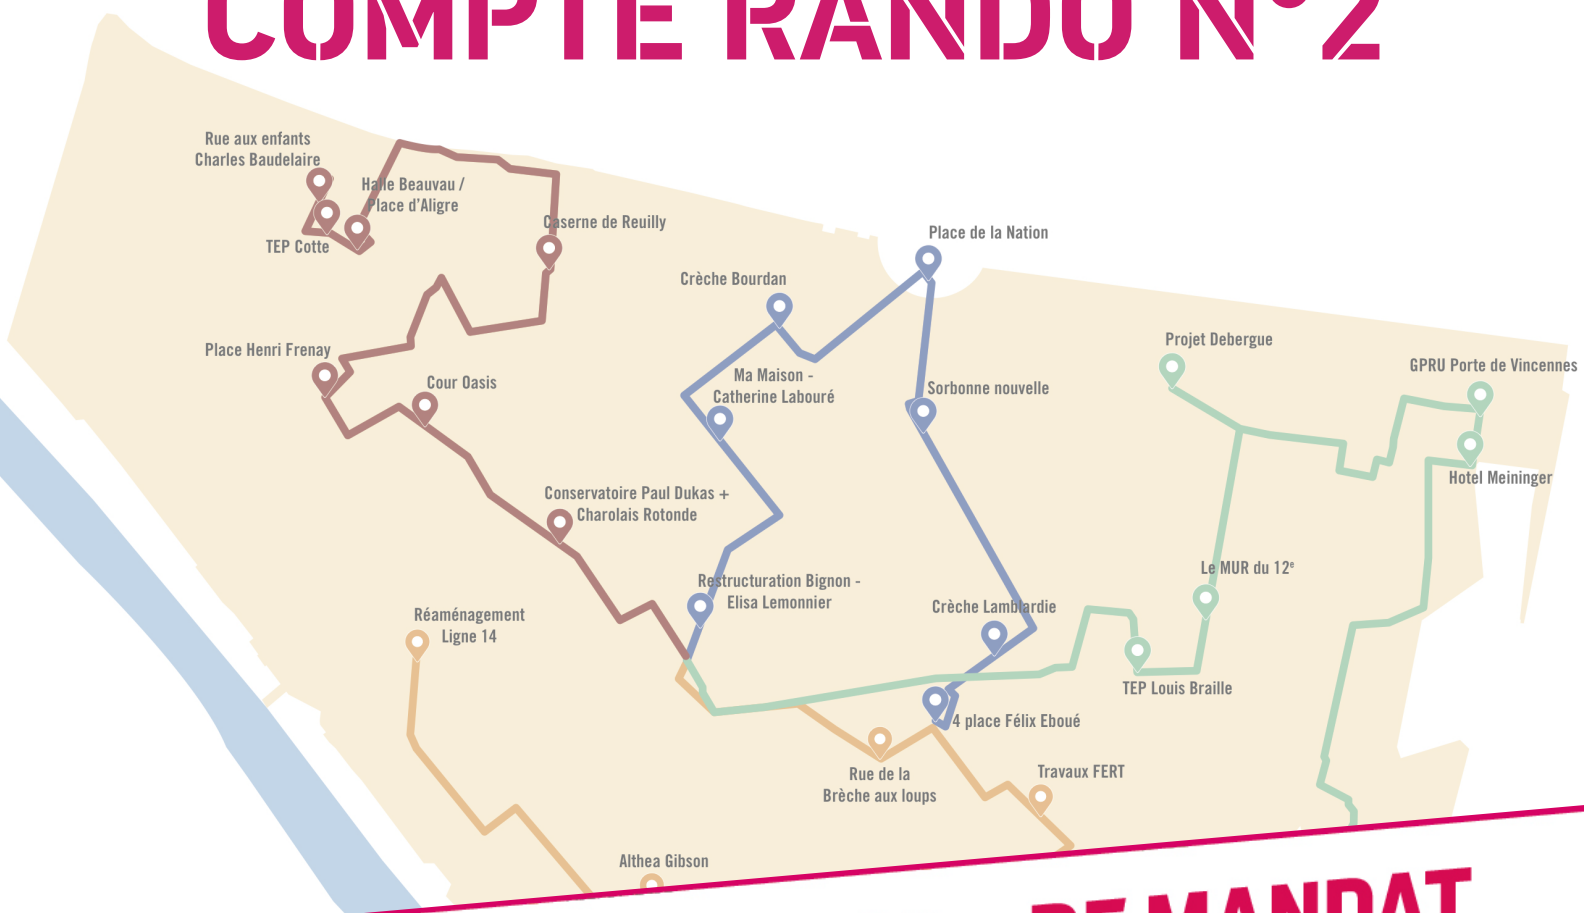 COMPTE RANDO N°2
Rue aux enfants
Charles Baudelaire
Halle Beauvau /
Place d'Aligre
TEP Cotte
Caserne de Reuilly
Place de la Nation
Crèche Bourdan
Place Henri Frenay
Cour Oasis
Ma Maison -
Catherine Labouré
Sorbonne nouvelle
Projet Debergue
GPRU Porte de Vincennes
Hotel Meininger
Conservatoire Paul Dukas +
Charolais Rotonde
Restructuration Bignon -
Elisa Lemonnier
Le MUR du 12e
Réaménagement
Ligne 14
Crèche Lamblardie
TEP Louis Braille
4 place Félix Eboué
Rue de la
Brèche aux loups
Travaux FERT
Althea Gibson
DE MANDAT